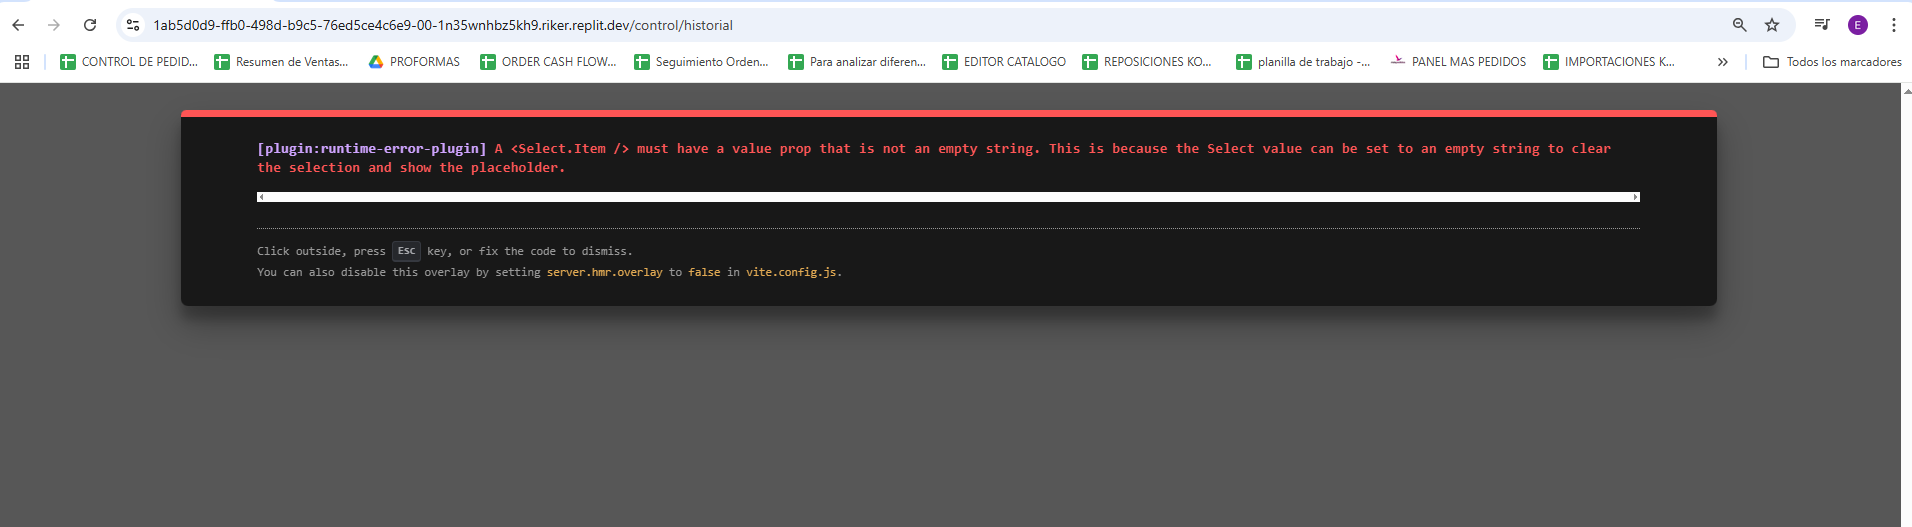 1ab5d0d9-ffb0-498d-b9c5-76ed5ce4c6e9-00-1n35wnhbz5kh9.riker.replit.dev/control/historial
E
CONTROL DE PEDID... Resumen de Ventas... PROFORMAS ORDER CASH FLOW... Seguimiento Orden... Para analizar diferen... EDITOR CATALOGO REPOSICIONES KO... planilla de trabajo -... PANEL MAS PEDIDOS IMPORTACIONES K... » Todos los marcadores
[plugin:runtime-error-plugin] A <Select.Item /> must have a value prop that is not an empty string. This is because the Select value can be set to an empty string to clear
the selection and show the placeholder.
Click outside, press Esc key, or fix the code to dismiss.
You can also disable this overlay by setting server.hmr.overlay to false in vite.config.js.